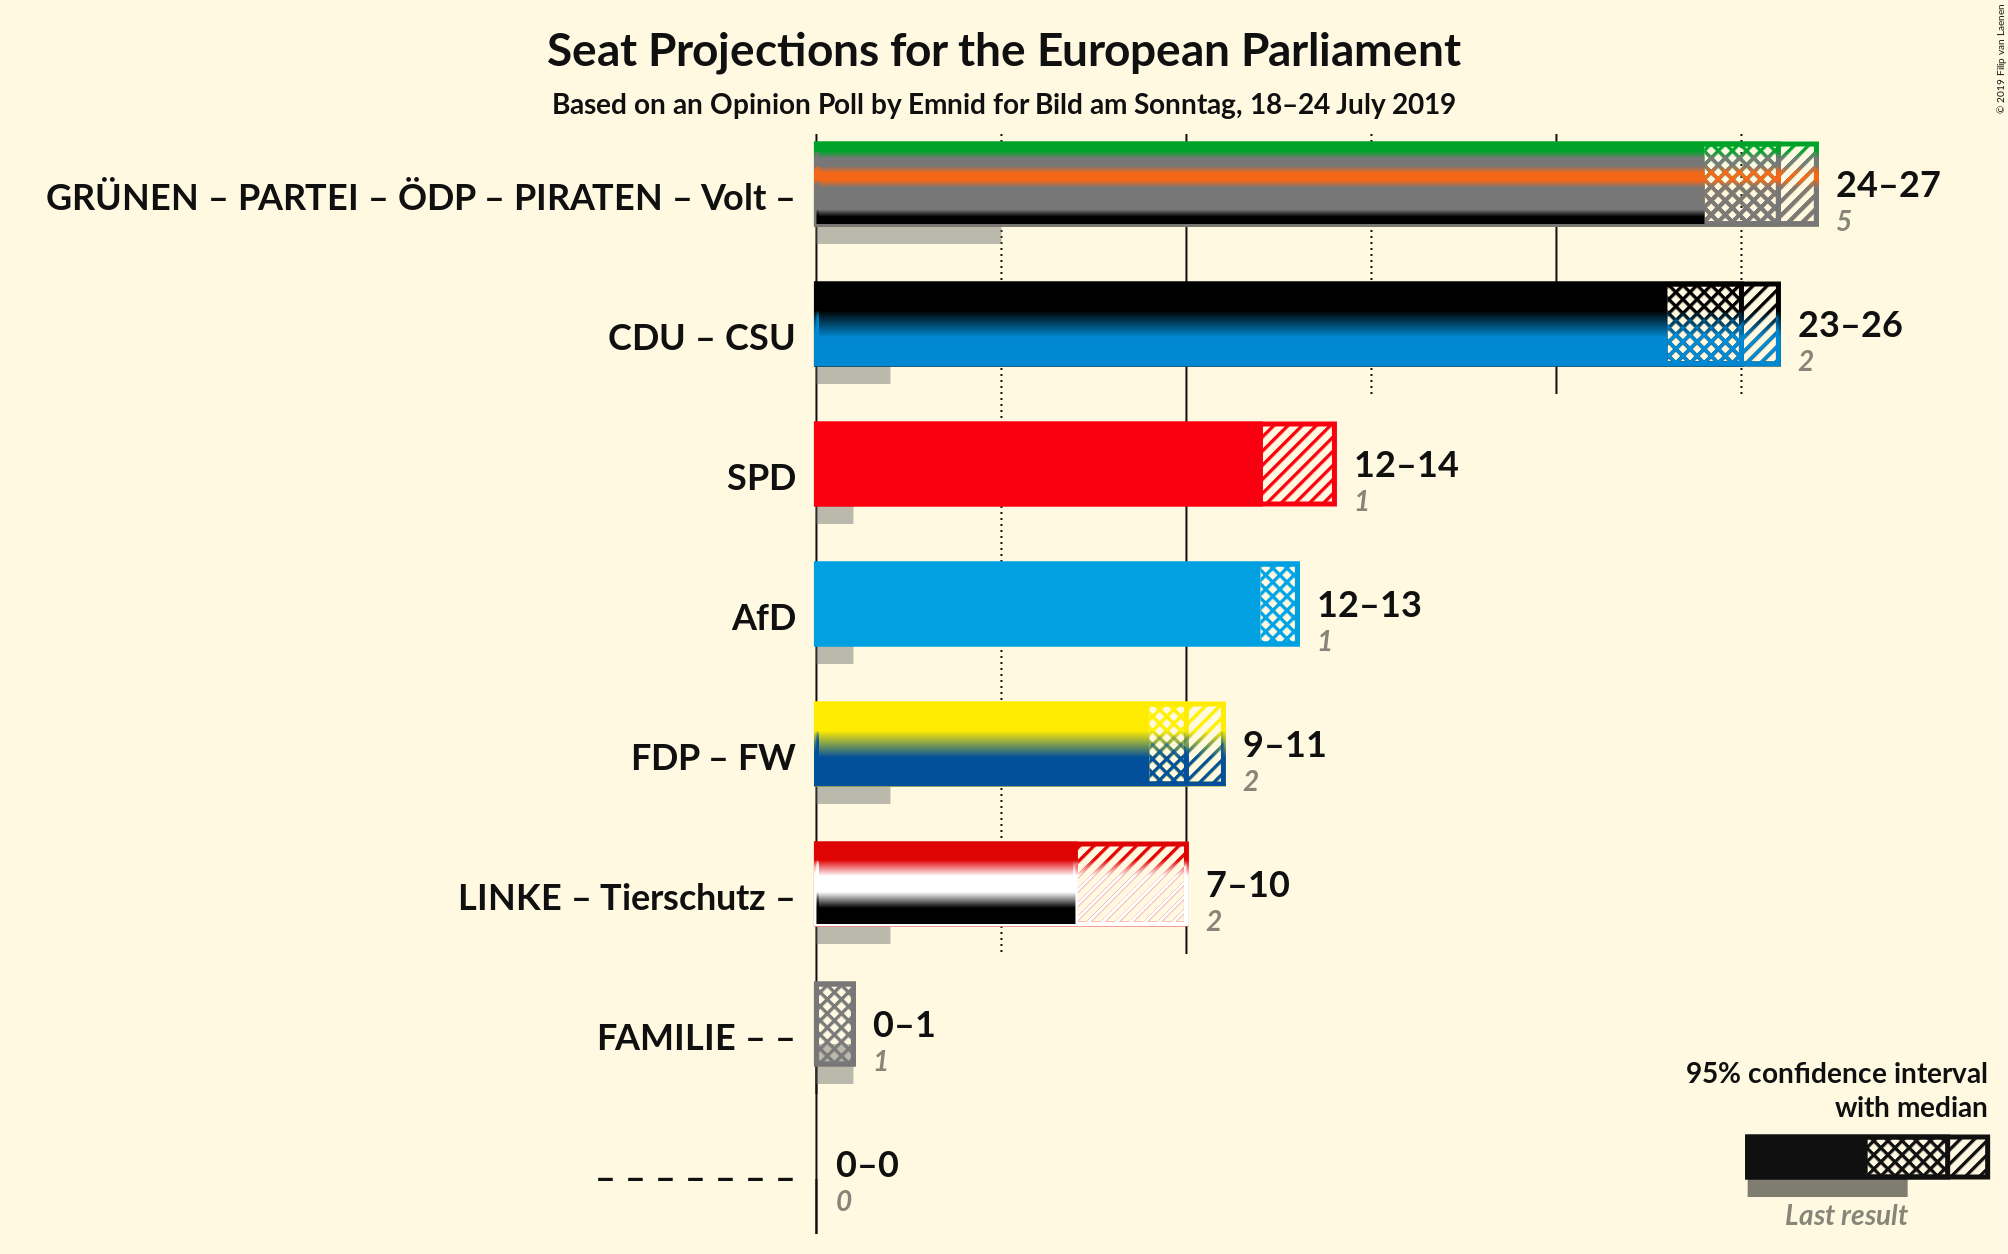 Seat Projections for the European Parliament
Based on an Opinion Poll by Emnid for Bild am Sonntag, 18–24 July 2019
© 2019 Filip van Laenen
GRÜNEN – PARTEI – ÖDP – PIRATEN – Volt –
24–27
5
CDU – CSU
23–26
2
SPD
12–14
1
AfD
12–13
1
FDP – FW
9–11
2
LINKE – Tierschutz –
7–10
2
FAMILIE – –
0–1
1
– – – – – – –
0–0
0
95% confidence interval
with median
Last result